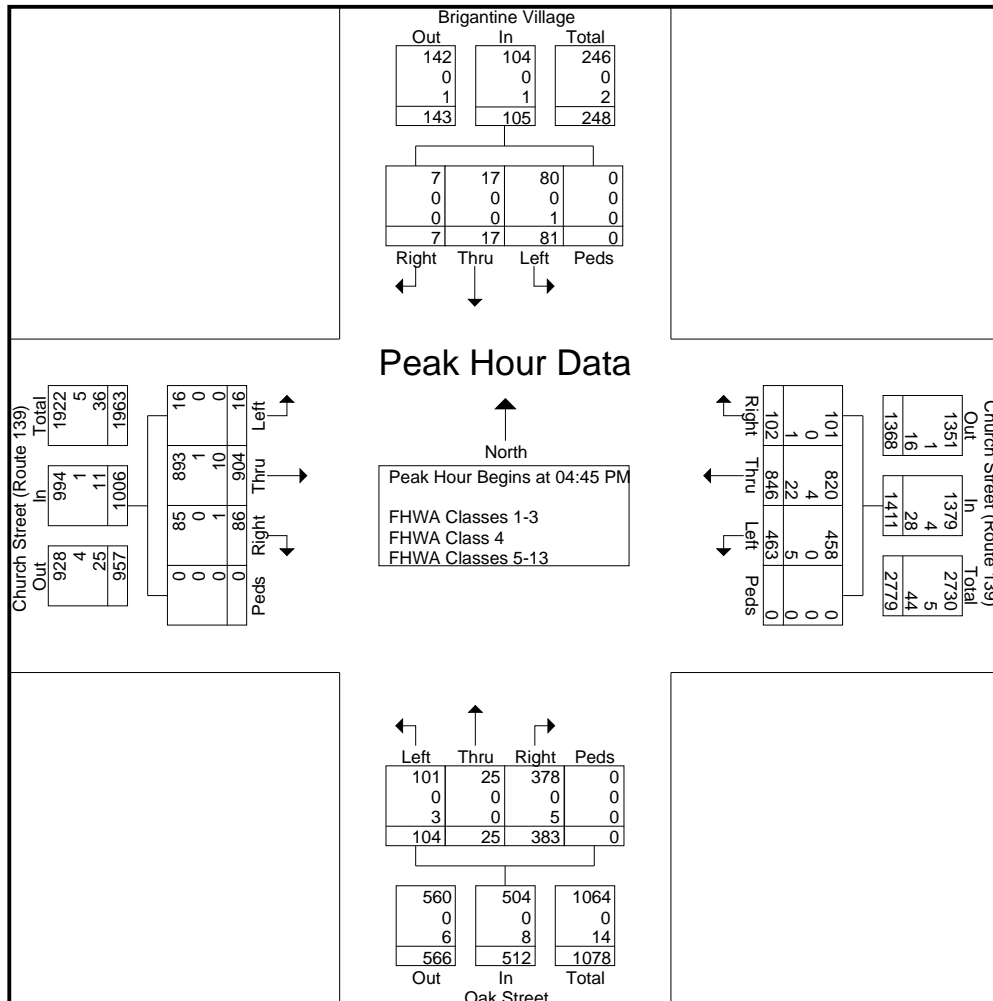 Brigantine Village
Out In Total
142 104 246
0 0 0
1 1 2
143 105 248
7 17 80 0
0 0 0 0
0 0 1 0
7 17 81 0
Right Thru Left Peds
Peak Hour Data
North
Peak Hour Begins at 04:45 PM
FHWA Classes 1-3
FHWA Class 4
FHWA Classes 5-13
Church Street (Route 139)
Out In Total
928 994 1922
4 1 5
25 11 36
957 1006 1963
0 85 893 16
0 0 1 0
0 1 10 0
0 86 904 16
Peds Right Thru Left
Church Street (Route 139)
Out In Total
1351 1379 2730
1 4 5
16 28 44
1368 1411 2779
101 820 458 0
0 4 0 0
1 22 5 0
102 846 463 0
Right Thru Left Peds
Left Thru Right Peds
101 25 378 0
0 0 0 0
3 0 5 0
104 25 383 0
560 504 1064
0 0 0
6 8 14
566 512 1078
Out In Total
Oak Street